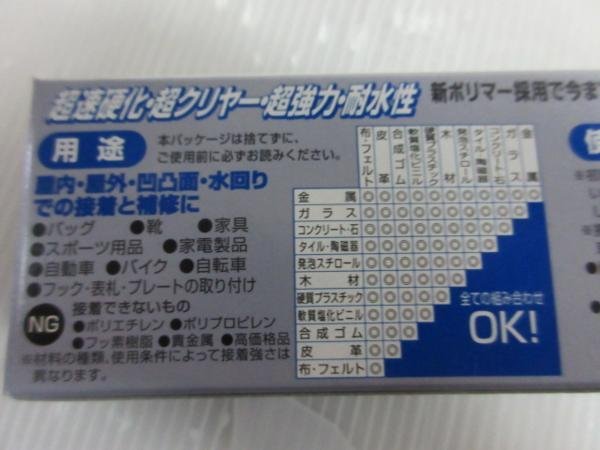 超速硬化・超クリヤー・超強力・耐水性
新ポリマー採用で今ま
用途
本パッケージは捨てずに、
ご使用前に必ずお読みください。
屋内・屋外・凹凸面・水回り
での接着と補修に
●バッグ ●靴 ●家具
●スポーツ用品 ●家電製品
●自動車 ●バイク ●自転車
●フック・表札・プレートの取り付け
NG
接着できないもの
●ポリエチレン ●ポリプロピレン
●フッ素樹脂 ●貴金属 ●高価格品
※材料の種類、使用条件によって接着強さは
異なります。
布・フェルト
皮革
合成ゴム
軟質塩化ビニル
硬質プラスチック
木材
発泡スチロール
タイル・陶磁器
コンクリート・石
ガラス
金属
金属 ◎◎◎◎◎◎◎◎◎◎◎
ガラス ◎◎◎◎◎◎◎◎◎◎
コンクリート・石 ◎◎◎◎◎◎◎◎◎
タイル・陶磁器 ◎◎◎◎◎◎◎◎
発泡スチロール ◎◎◎◎◎◎◎
木材 ◎◎◎◎◎◎
硬質プラスチック ◎◎◎◎◎
軟質塩化ビニル ◎◎◎◎
合成ゴム ◎◎◎
皮革 ◎◎
布・フェルト ◎
全ての組み合わせ
OK!
使